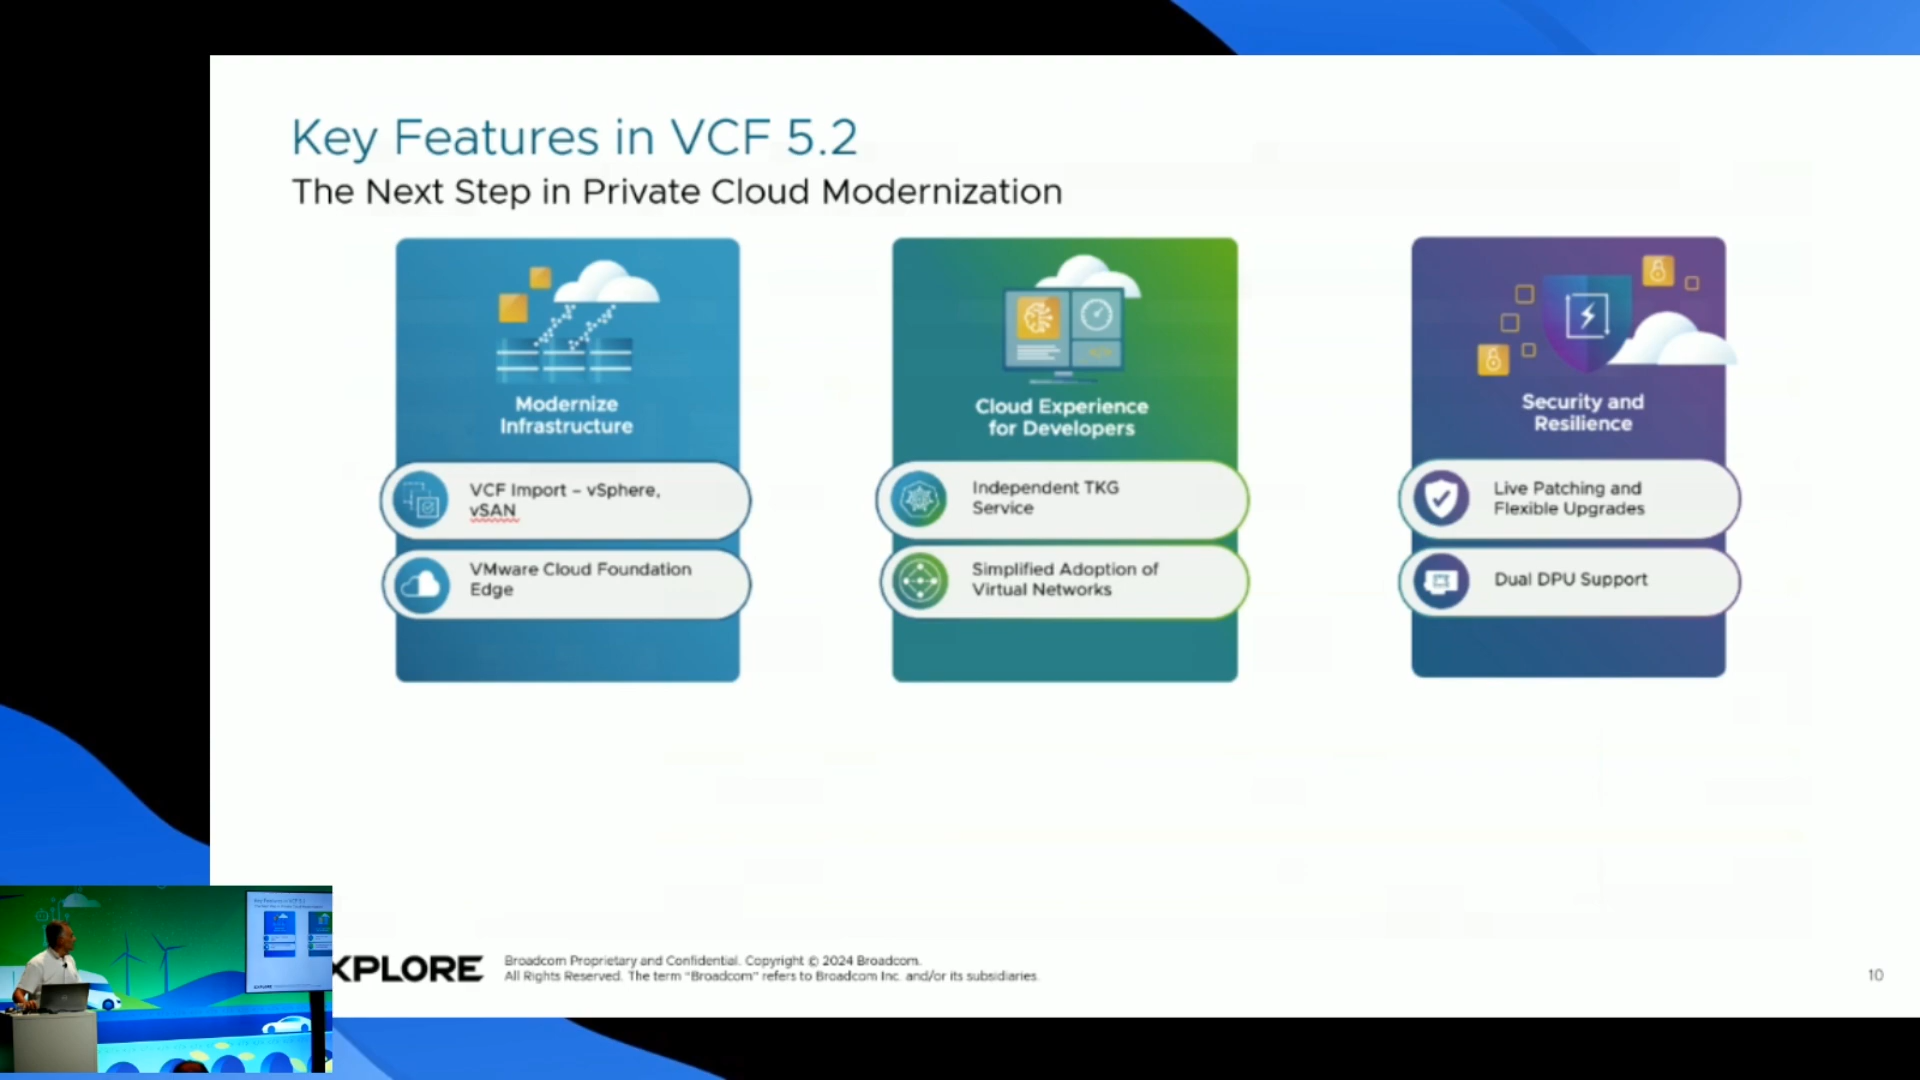 Key Features in VCF 5.2
The Next Step in Private Cloud Modernization
Modernize
Infrastructure
VCF Import – vSphere,
vSAN
VMware Cloud Foundation
Edge
Cloud Experience
for Developers
Independent TKG
Service
Simplified Adoption of
Virtual Networks
Security and
Resilience
Live Patching and
Flexible Upgrades
Dual DPU Support
XPLORE
Broadcom Proprietary and Confidential. Copyright © 2024 Broadcom.
All Rights Reserved. The term “Broadcom” refers to Broadcom Inc. and/or its subsidiaries.
10